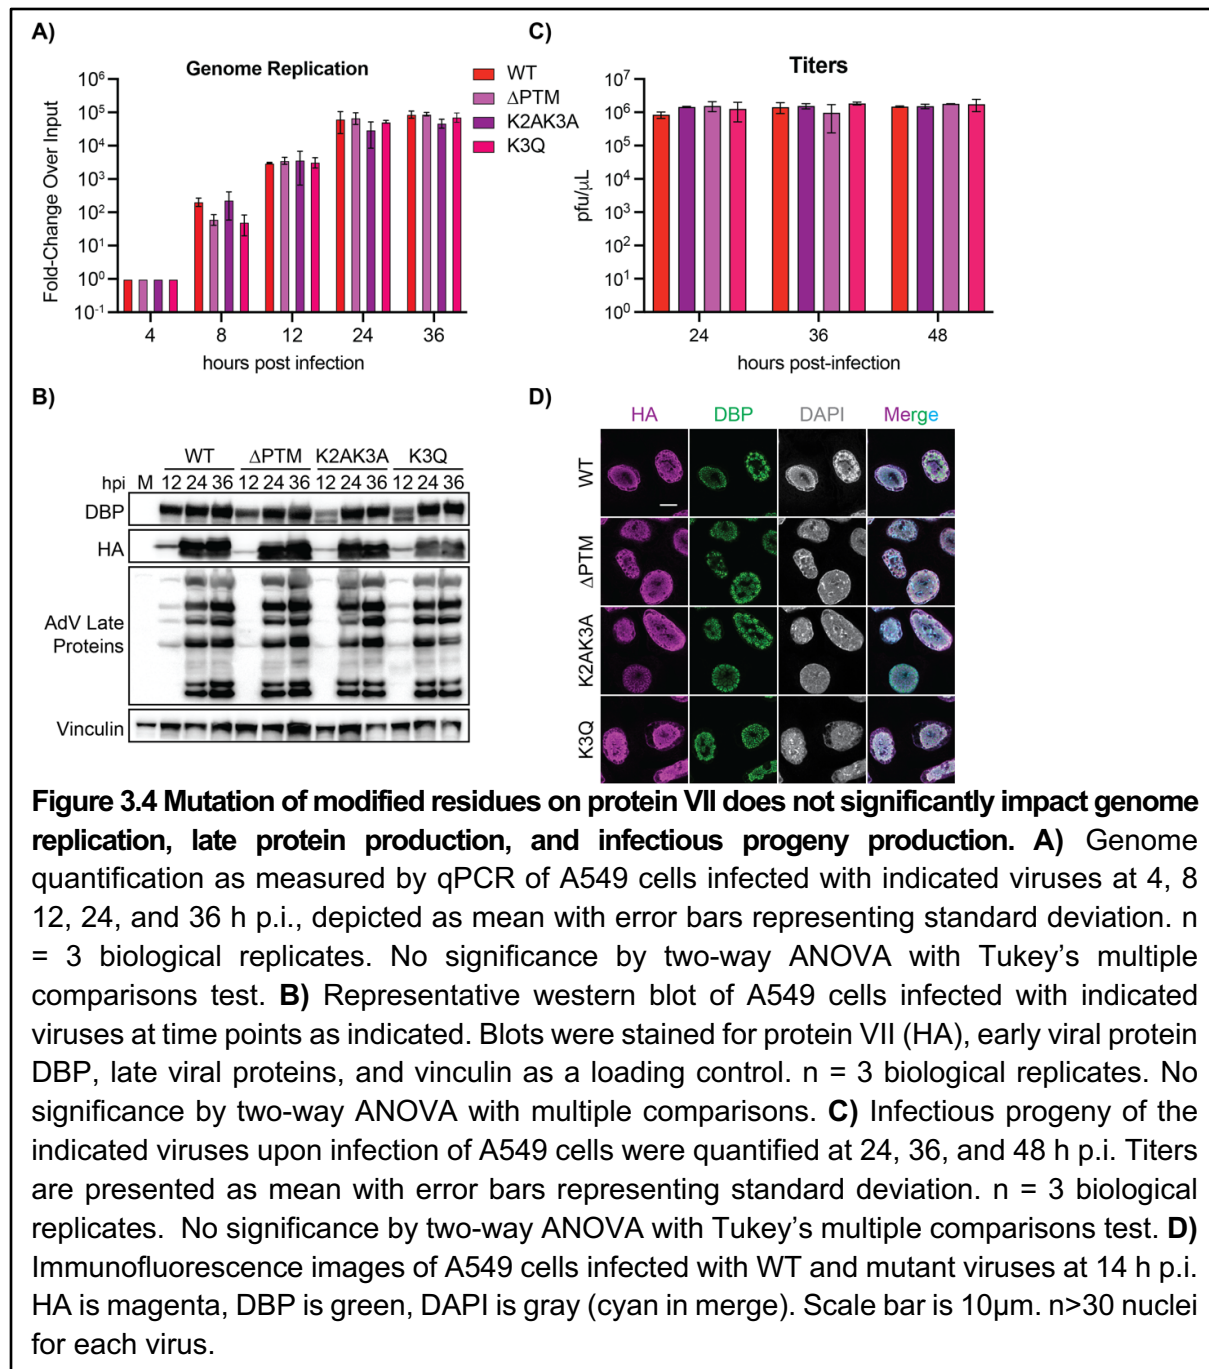 A)
Genome Replication
10⁶
10⁵
10⁴
10³
10²
10¹
10⁰
10⁻¹
Fold-Change Over Input
4 8 12 24 36
hours post infection
WT
ΔPTM
K2AK3A
K3Q
C)
Titers
10⁷
10⁶
10⁵
10⁴
10³
10²
10¹
10⁰
pfu/μL
24 36 48
hours post-infection
B)
WT ΔPTM K2AK3A K3Q
hpi M 12 24 36 12 24 36 12 24 36 12 24 36
DBP
HA
AdV Late
Proteins
Vinculin
D)
HA DBP DAPI Merge
WT
ΔPTM
K2AK3A
K3Q
Figure 3.4 Mutation of modified residues on protein VII does not significantly impact genome
replication, late protein production, and infectious progeny production. A) Genome
quantification as measured by qPCR of A549 cells infected with indicated viruses at 4, 8
12, 24, and 36 h p.i., depicted as mean with error bars representing standard deviation. n
= 3 biological replicates. No significance by two-way ANOVA with Tukey’s multiple
comparisons test. B) Representative western blot of A549 cells infected with indicated
viruses at time points as indicated. Blots were stained for protein VII (HA), early viral protein
DBP, late viral proteins, and vinculin as a loading control. n = 3 biological replicates. No
significance by two-way ANOVA with multiple comparisons. C) Infectious progeny of the
indicated viruses upon infection of A549 cells were quantified at 24, 36, and 48 h p.i. Titers
are presented as mean with error bars representing standard deviation. n = 3 biological
replicates. No significance by two-way ANOVA with Tukey’s multiple comparisons test. D)
Immunofluorescence images of A549 cells infected with WT and mutant viruses at 14 h p.i.
HA is magenta, DBP is green, DAPI is gray (cyan in merge). Scale bar is 10μm. n>30 nuclei
for each virus.